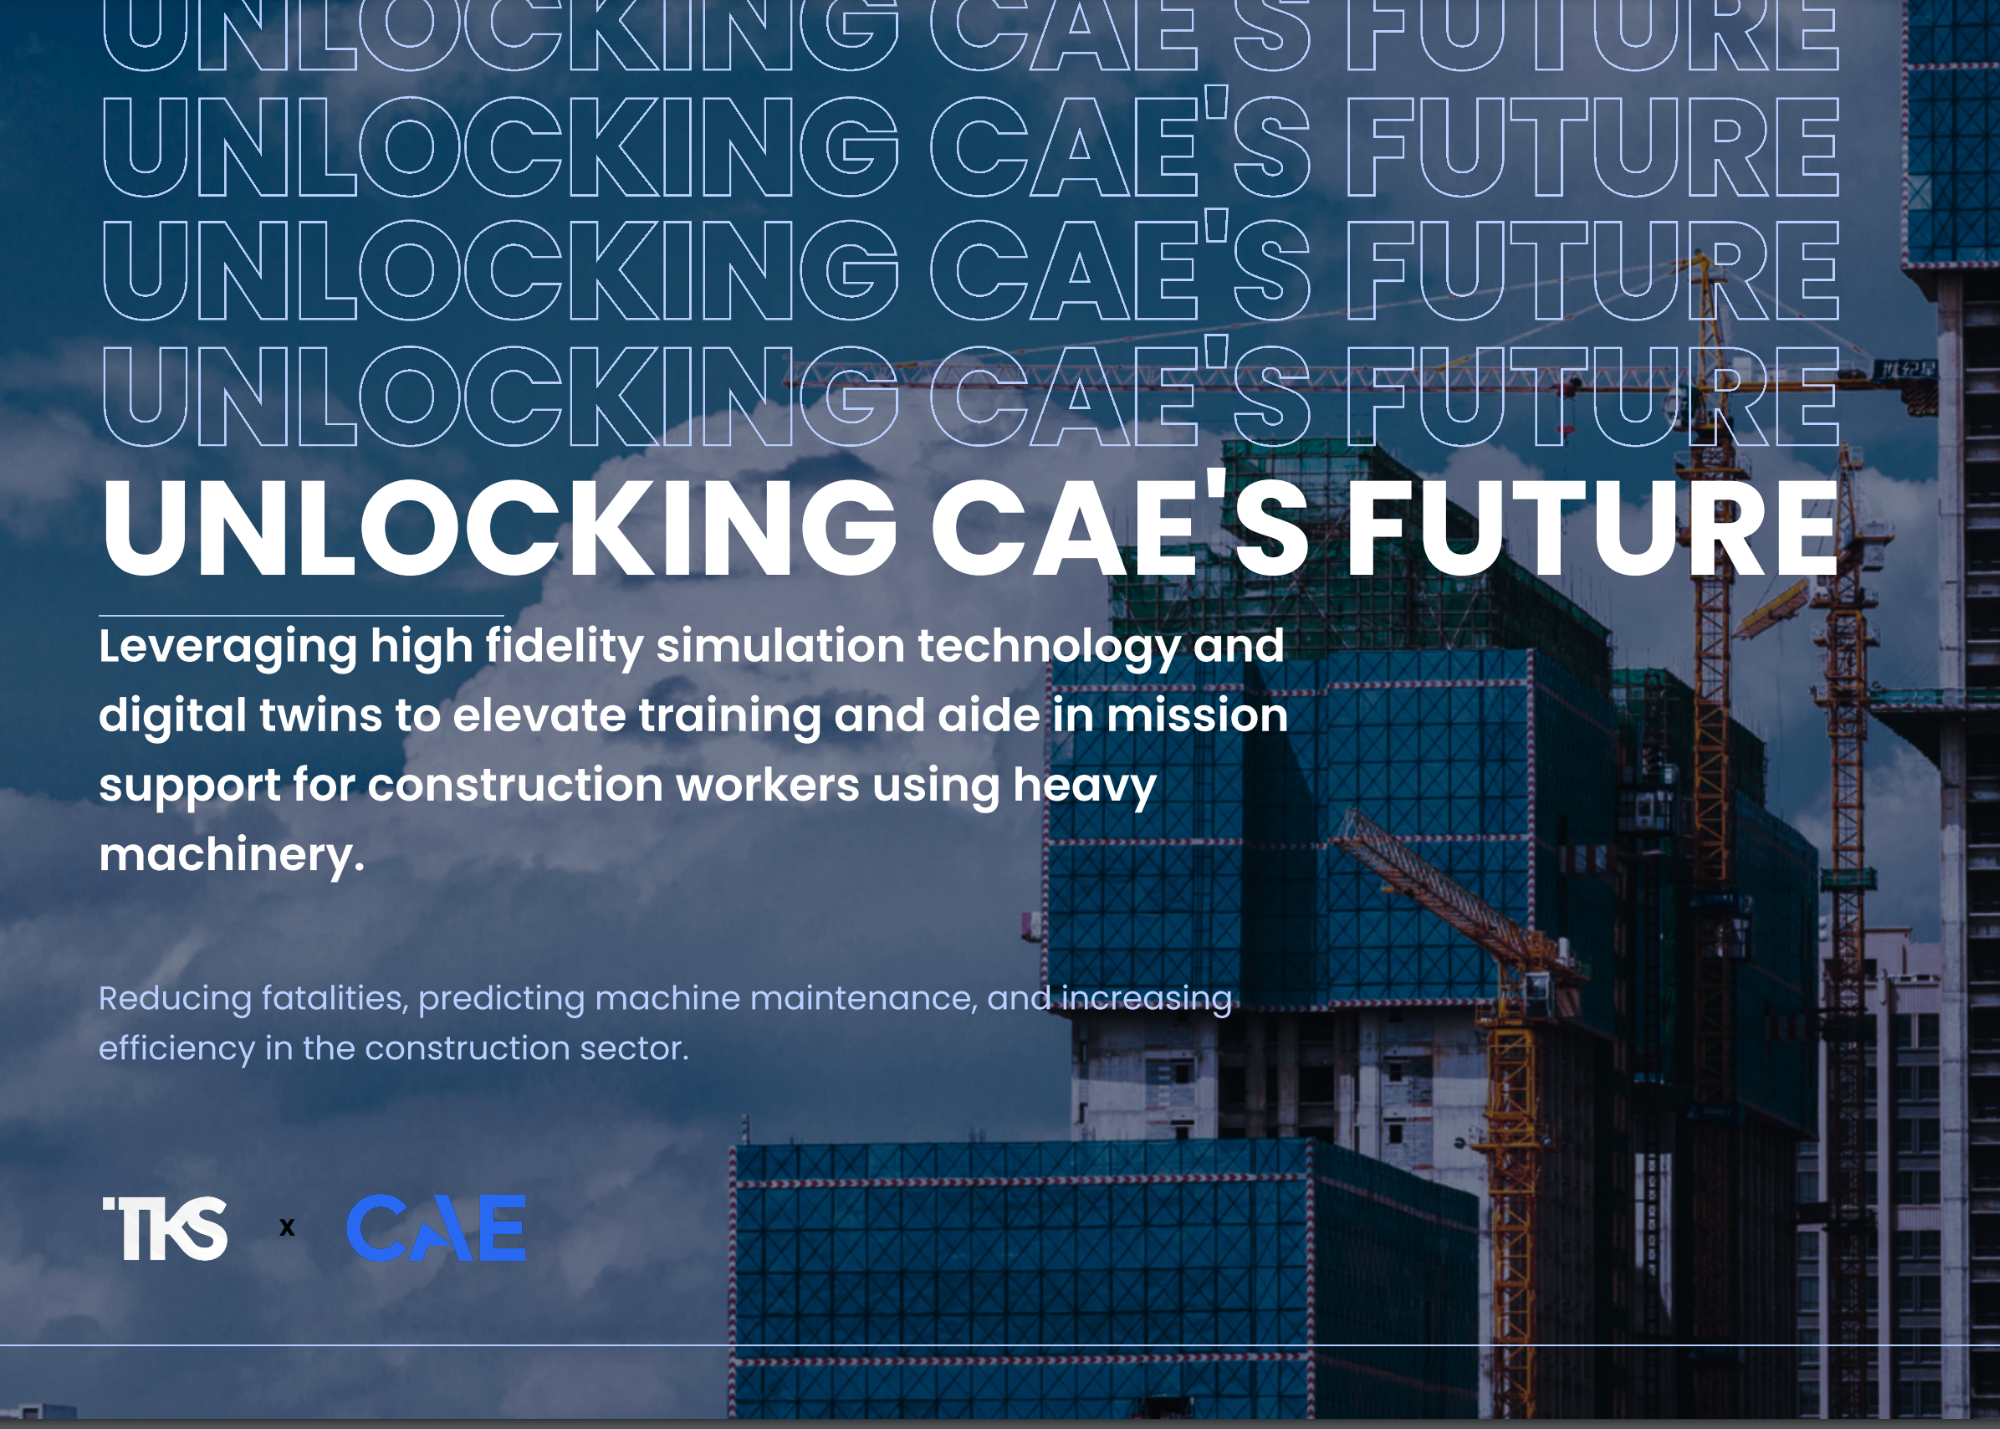 UNLOCKING CAE'S FUTURE
UNLOCKING CAE'S FUTURE
UNLOCKING CAE'S FUTURE
UNLOCKING CAE'S FUTURE
UNLOCKING CAE'S FUTURE
Leveraging high fidelity simulation technology and
digital twins to elevate training and aide in mission
support for construction workers using heavy
machinery.
Reducing fatalities, predicting machine maintenance, and increasing
efficiency in the construction sector.
TKS x CAE